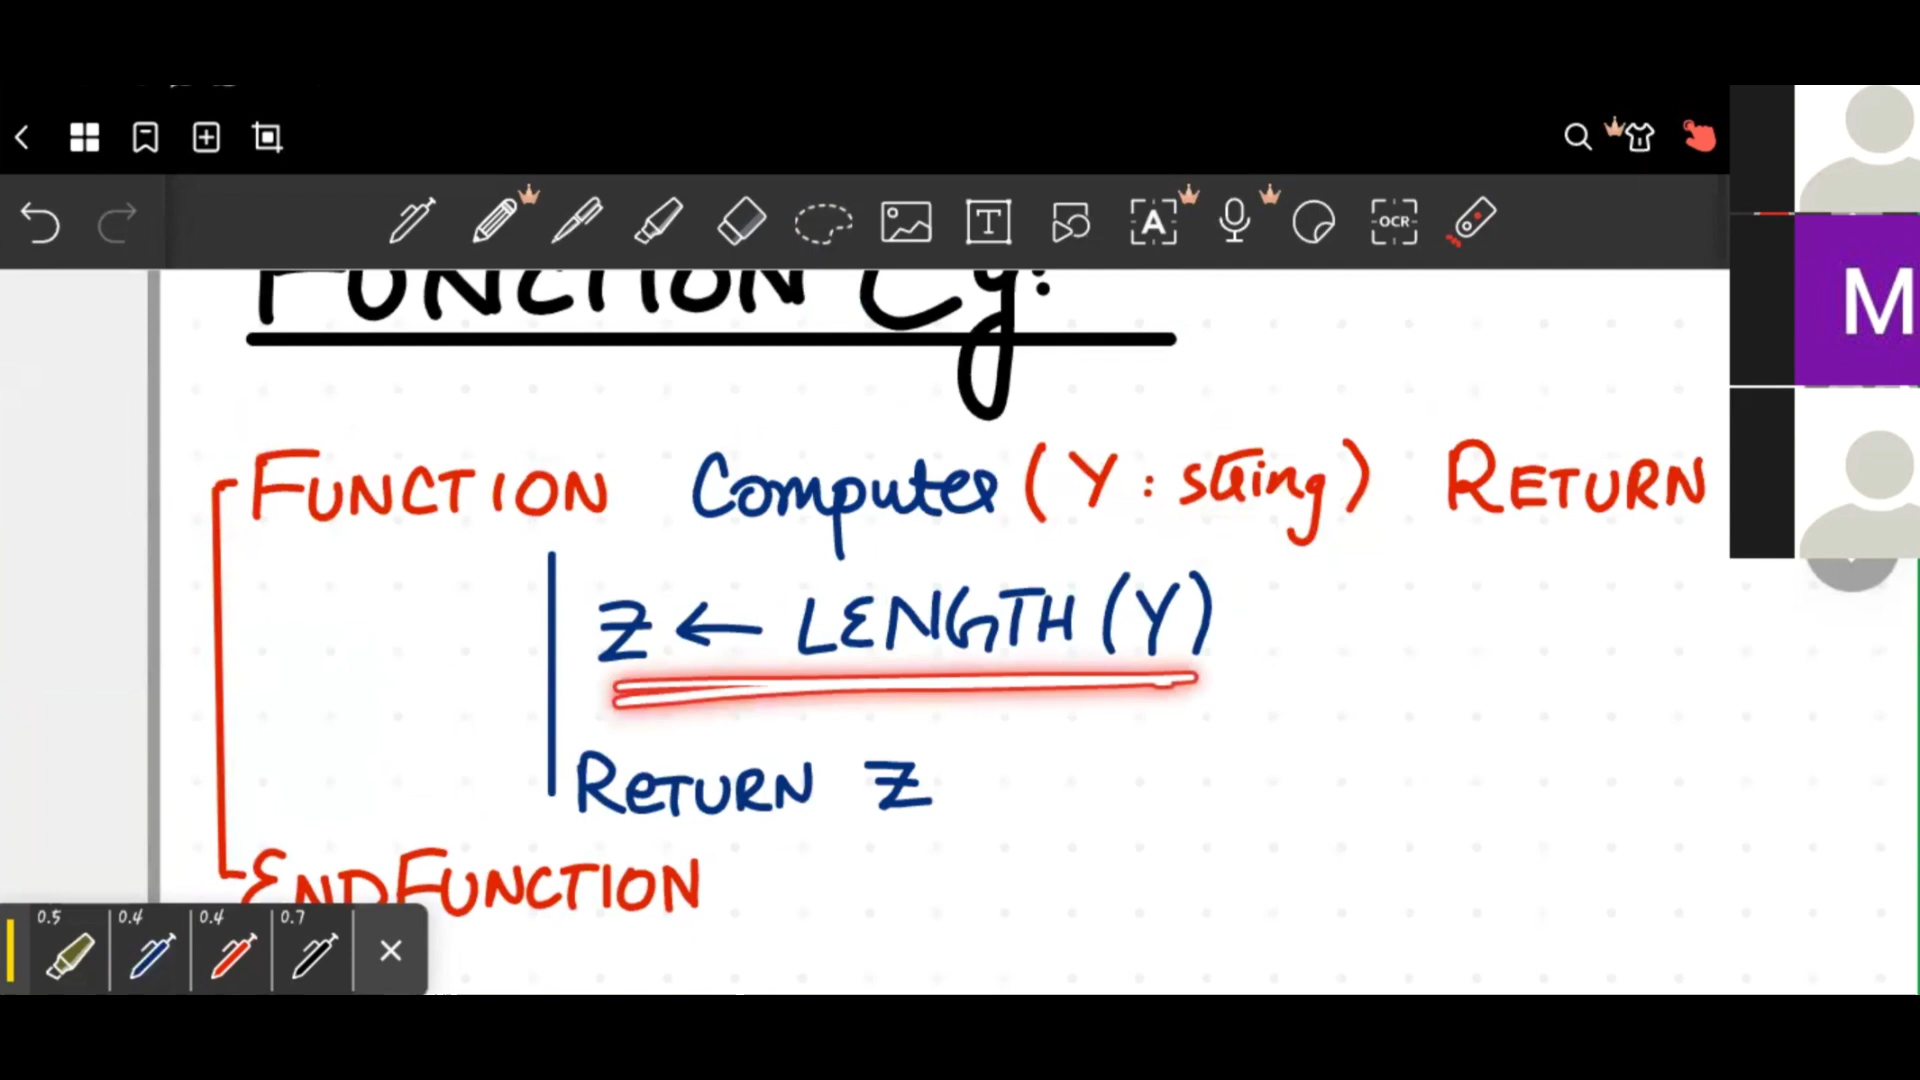 M
A
T
OCR
FUNCTION Eg:
FUNCTION Computer (Y : string) RETURN
Z ← LENGTH (Y)
RETURN Z
ENDFUNCTION
0.5 0.4 0.4 0.7